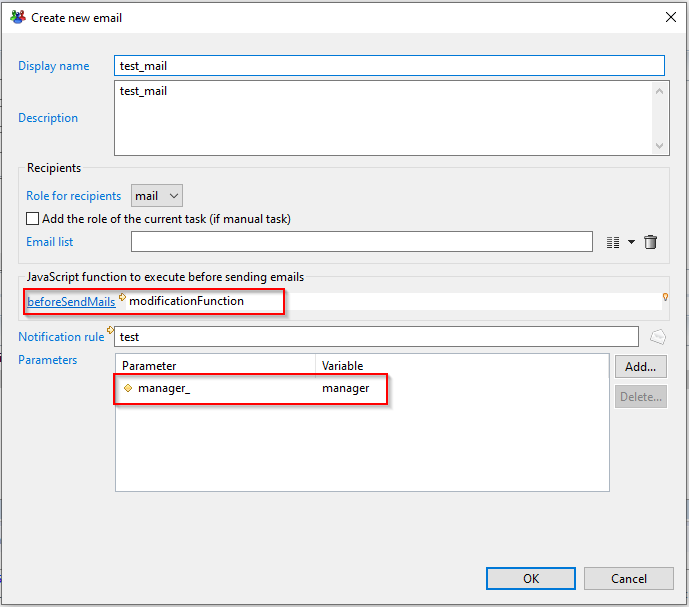 Create new email
Display name test_mail
Description test_mail
Recipients
Role for recipients mail
Add the role of the current task (if manual task)
Email list
JavaScript function to execute before sending emails
beforeSendMails modificationFunction
Notification rule test
Parameters
Parameter Variable
manager_ manager
Add...
Delete...
OK Cancel